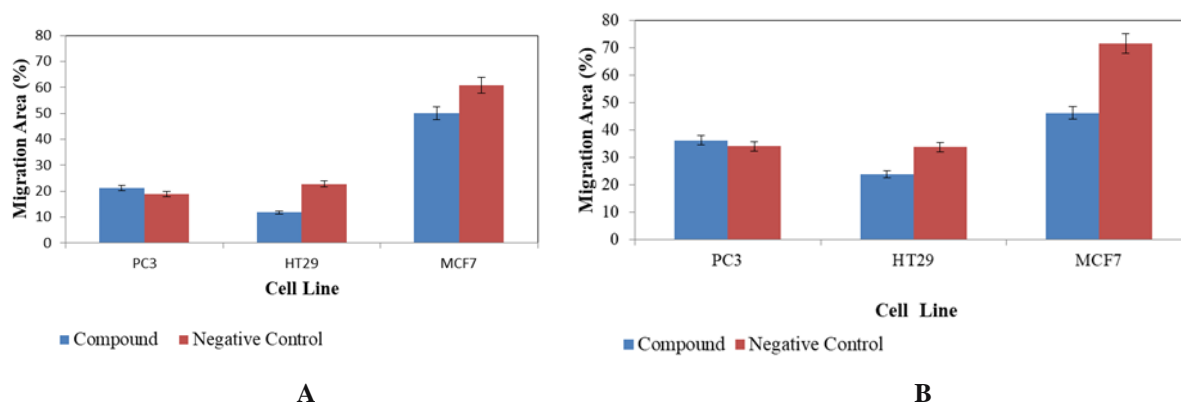 Migration Area (%)
80
70
60
50
40
30
20
10
0
PC3 HT29 MCF7
Cell Line
Compound Negative Control
A
Migration Area (%)
80
70
60
50
40
30
20
10
0
PC3 HT29 MCF7
Cell Line
Compound Negative Control
B